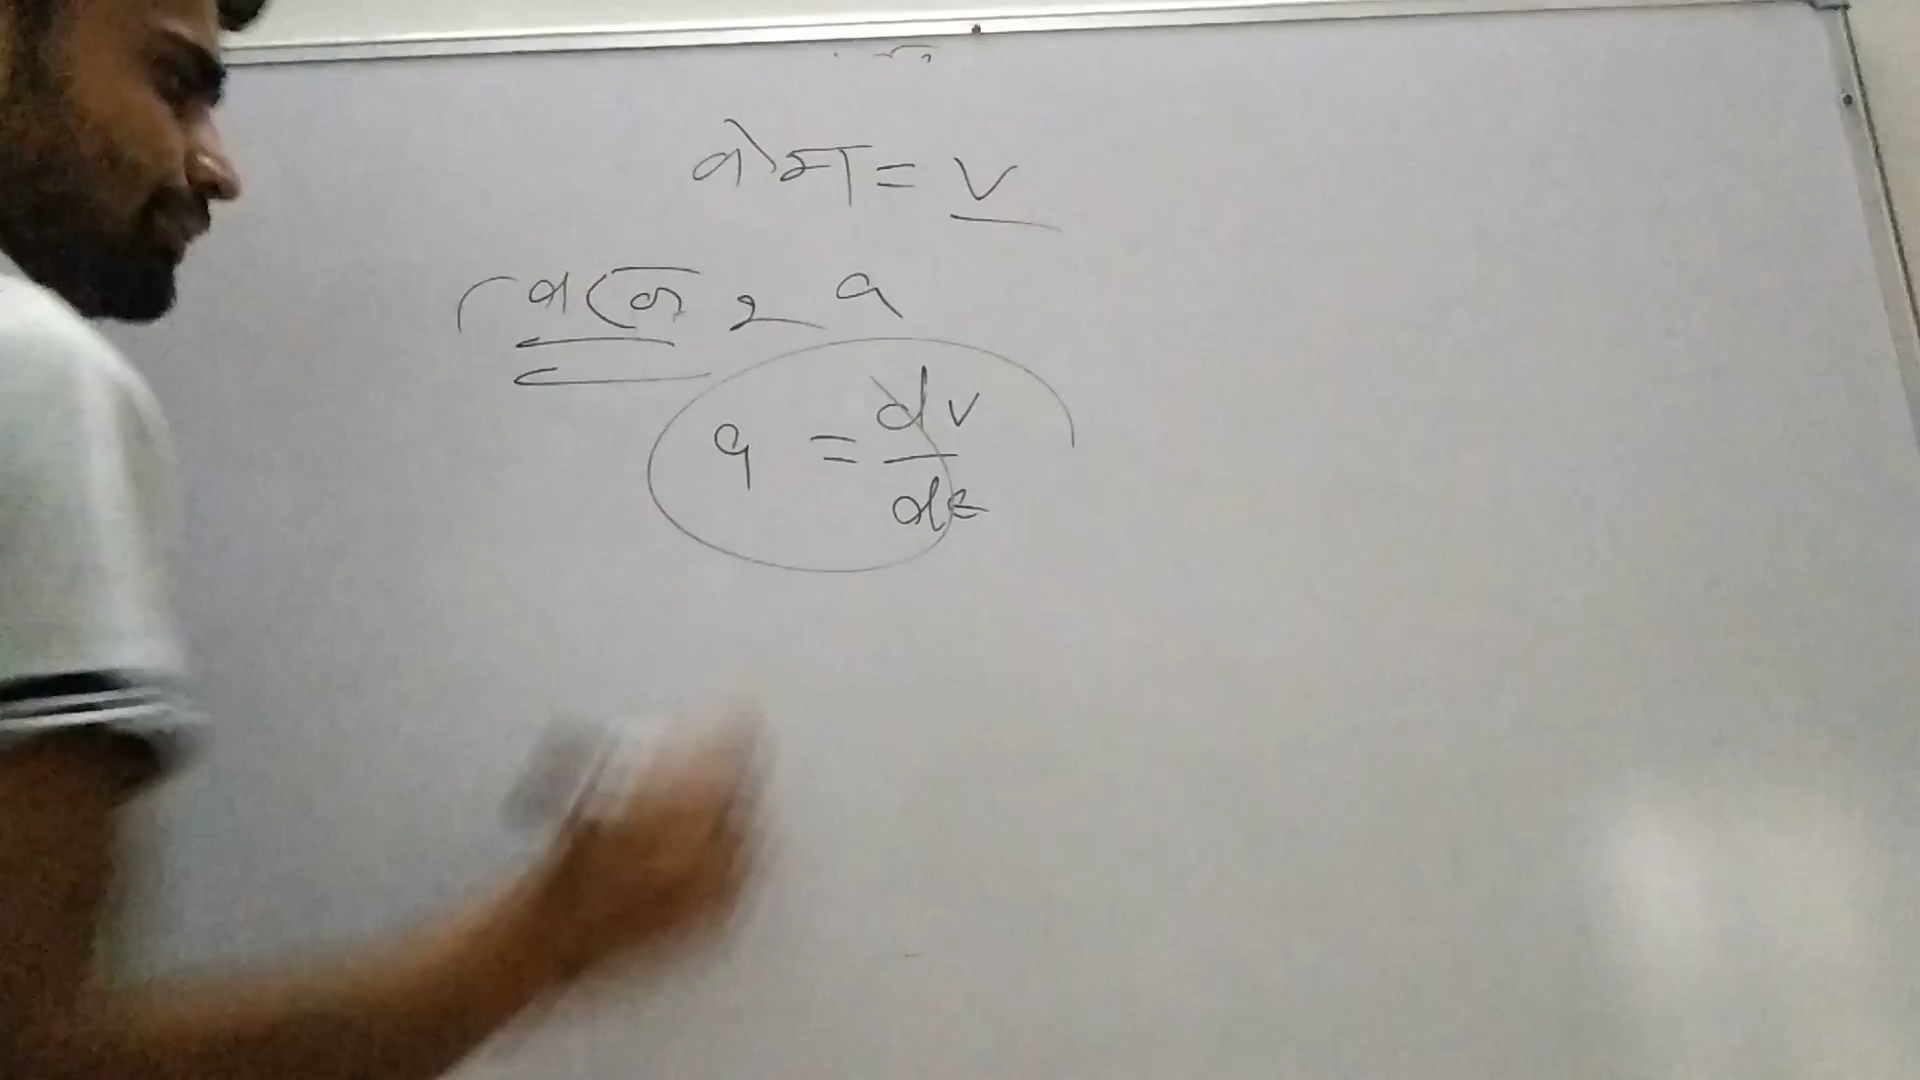 वेग = v
त्वरण = a
a = dv/dt